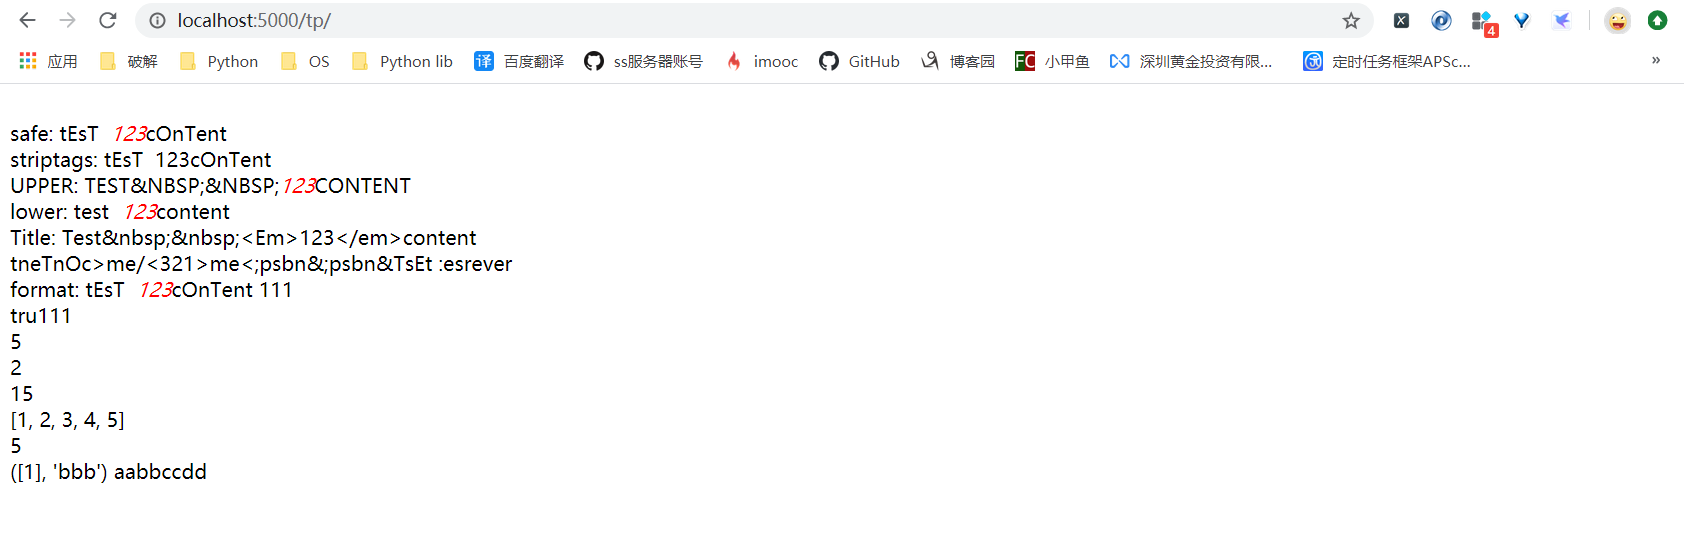 localhost:5000/tp/
4
应用 破解 Python OS Python lib 百度翻译 ss服务器账号 imooc GitHub 博客园 小甲鱼 深圳黄金投资有限... 定时任务框架APSc... »
safe: tEsT  123cOnTent
striptags: tEsT  123cOnTent
UPPER: TEST&NBSP;&NBSP;123CONTENT
lower: test  123content
Title: Test&nbsp;&nbsp;<Em>123</em>content
tneTnOc>me/<321>me<;psbn&;psbn&TsEt :esrever
format: tEsT  123cOnTent 111
tru111
5
2
15
[1, 2, 3, 4, 5]
5
([1], 'bbb') aabbccdd